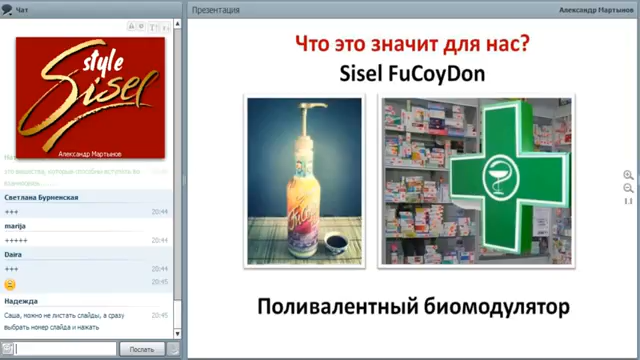 Чат
Презентация
Александр Мартынов
style
Sisel
Александр Мартынов
Светлана Бурменская
+++ 20:44
marija
+++++ 20:44
Daira
+++ 20:44
20:45
Надежда
Саша, можно не листать слайды, а сразу 20:45
выбрать номер слайда и нажать
Послать
Что это значит для нас?
Sisel FuCoyDon
Поливалентный биомодулятор
1:1